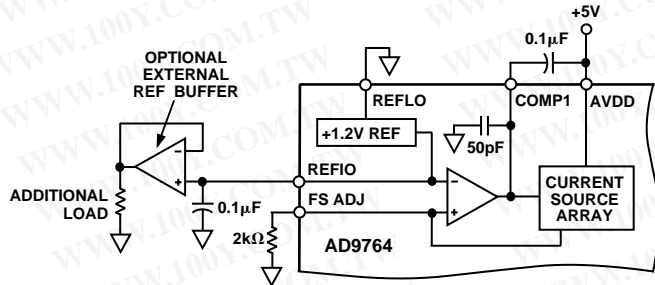 +5V
0.1µF
OPTIONAL
EXTERNAL
REF BUFFER
REFLO
COMP1
AVDD
+1.2V REF
50pF
REFIO
FS ADJ
ADDITIONAL
LOAD
0.1µF
2kΩ
AD9764
CURRENT
SOURCE
ARRAY
WWW.100Y.COM.TW